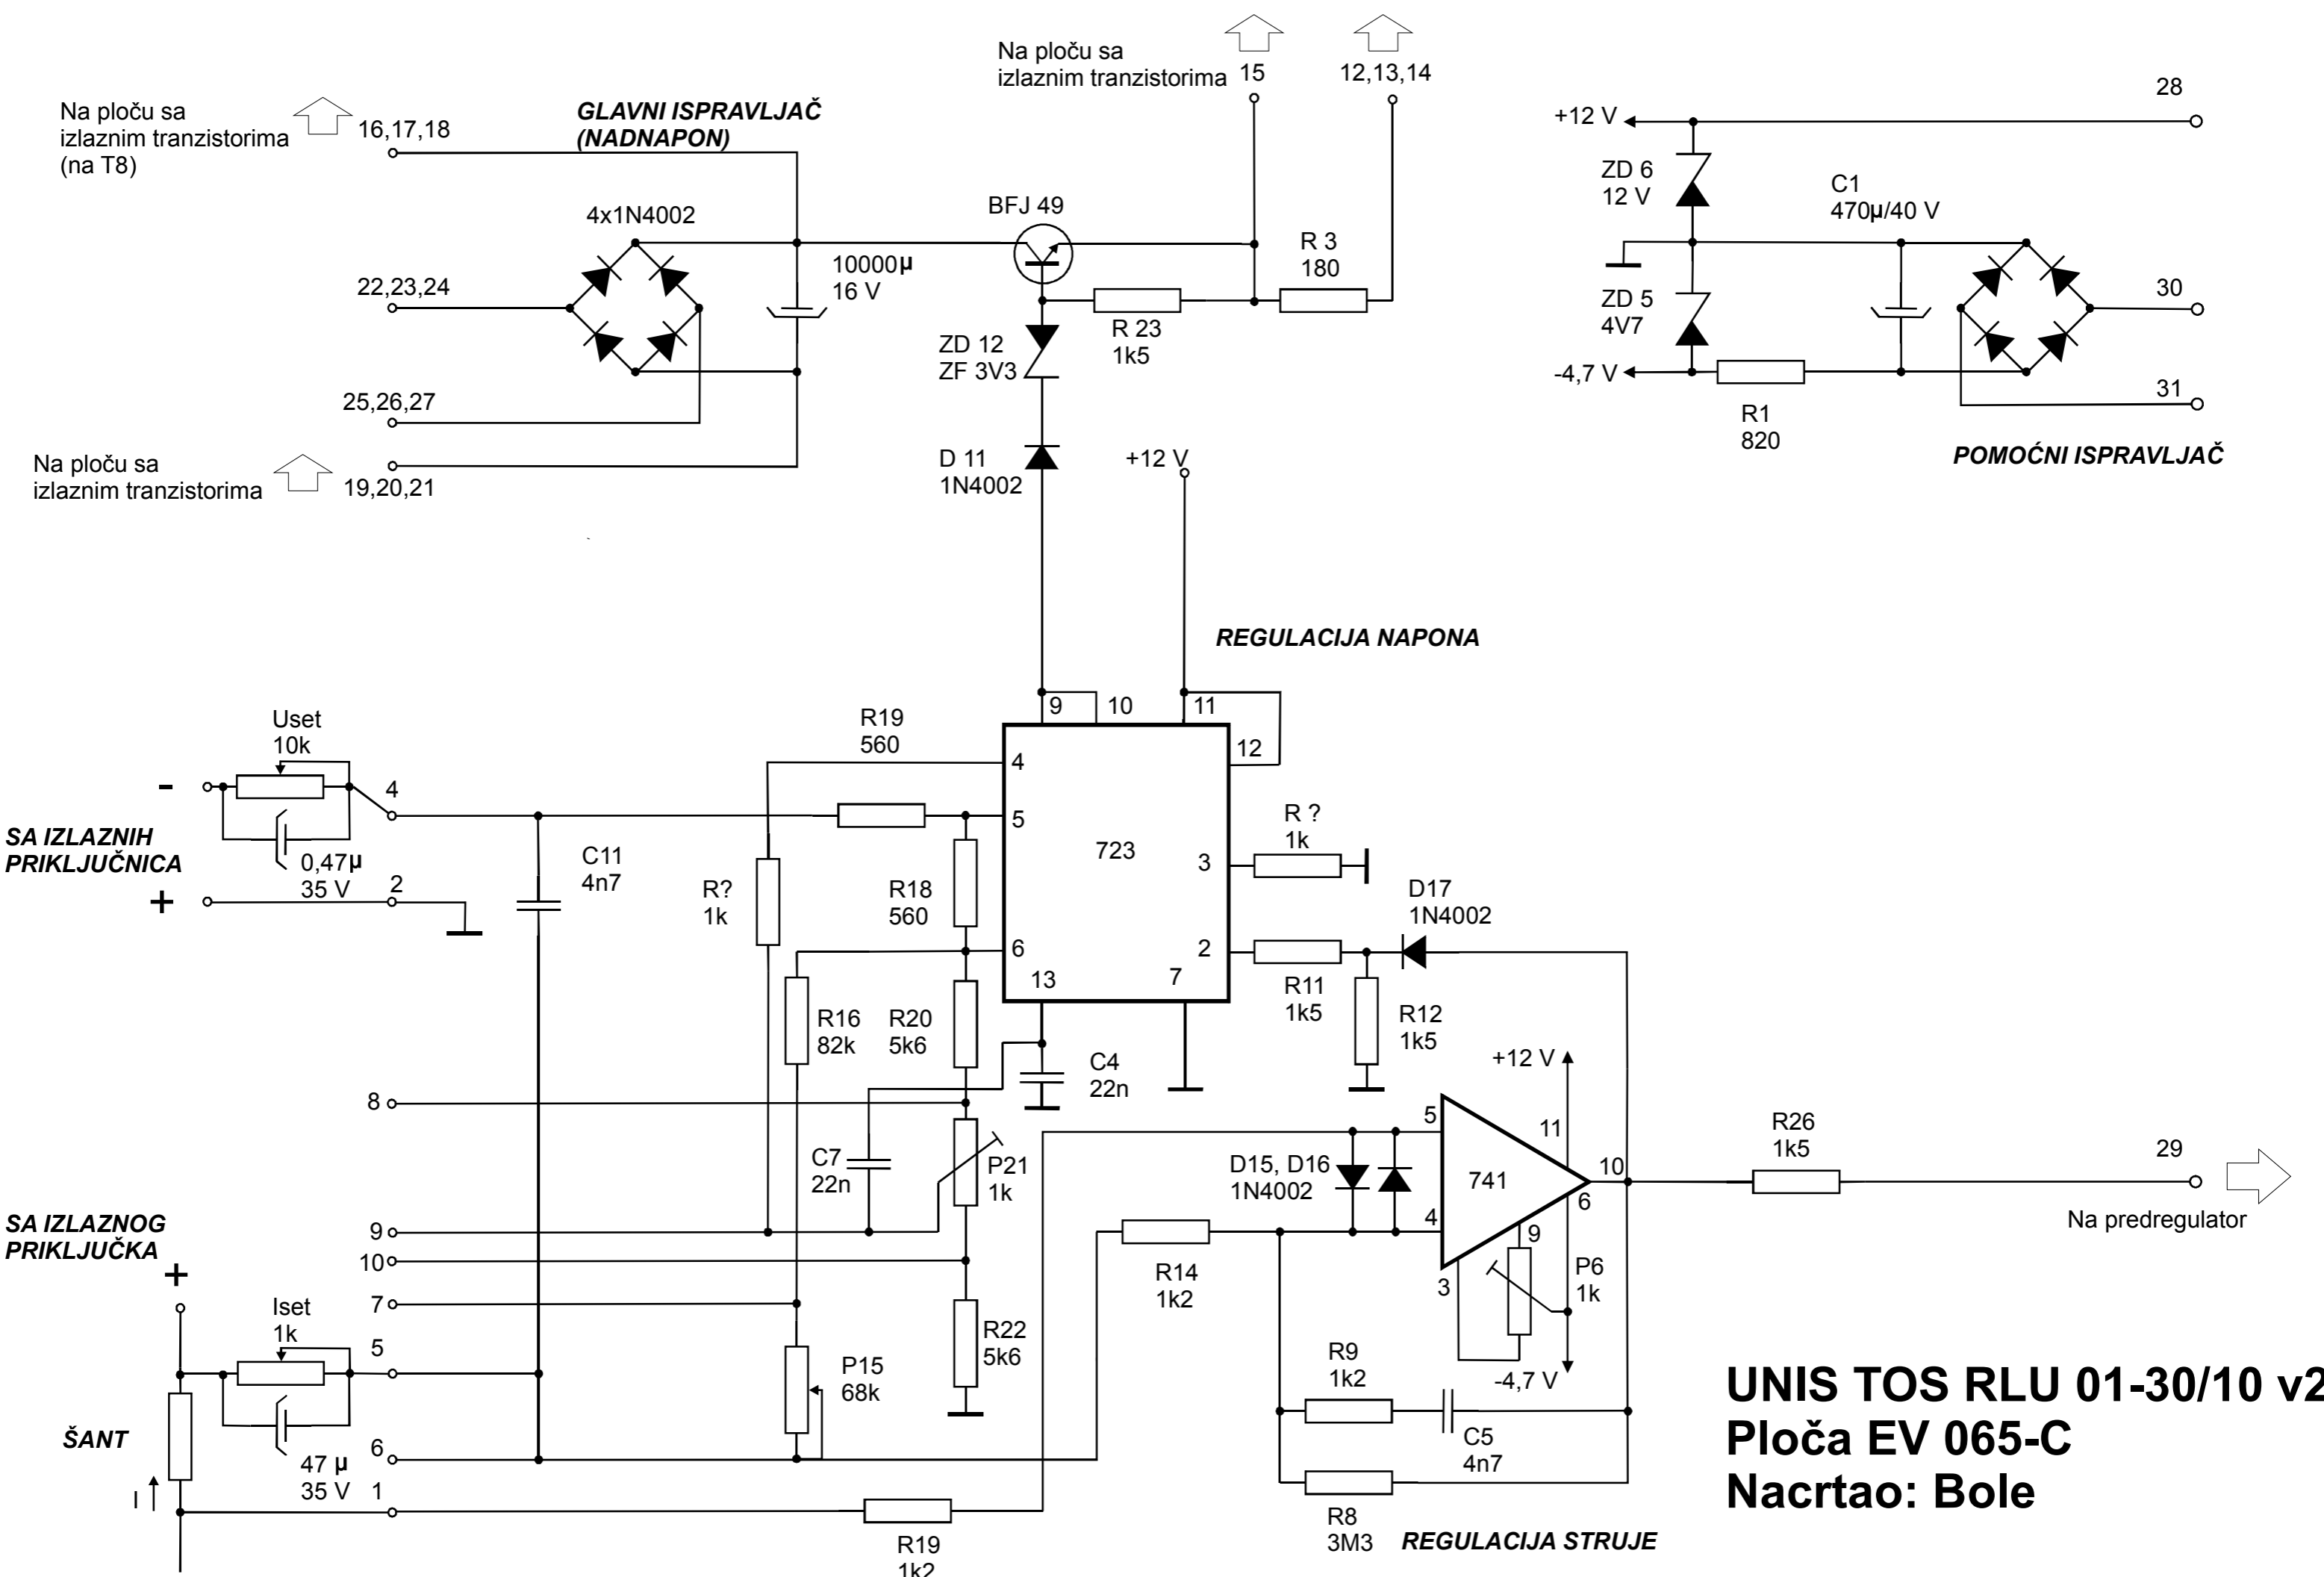 Na ploču sa
izlaznim tranzistorima
15
12,13,14
Na ploču sa
izlaznim tranzistorima
(na T8)
16,17,18
GLAVNI ISPRAVLJAČ
(NADNAPON)
4x1N4002
22,23,24
25,26,27
Na ploču sa
izlaznim tranzistorima
19,20,21
10000µ
16 V
BFJ 49
R 3
180
R 23
1k5
ZD 12
ZF 3V3
D 11
1N4002
+12 V
+12 V
28
ZD 6
12 V
C1
470µ/40 V
ZD 5
4V7
30
-4,7 V
R1
820
31
POMOĆNI ISPRAVLJAČ
REGULACIJA NAPONA
Uset
10k
-
4
SA IZLAZNIH
PRIKLJUČNICA
0,47µ
35 V
2
+
C11
4n7
R19
560
R?
1k
R18
560
9
10
11
12
4
5
723
3
6
2
13
7
R ?
1k
D17
1N4002
R11
1k5
R12
1k5
R16
82k
R20
5k6
C4
22n
8
C7
22n
P21
1k
9
10
7
SA IZLAZNOG
PRIKLJUČKA
+
Iset
1k
5
ŠANT
47 µ
35 V
6
I
1
P15
68k
R22
5k6
R19
1k2
D15, D16
1N4002
R14
1k2
+12 V
5
11
741
10
4
6
9
3
P6
1k
-4,7 V
R9
1k2
C5
4n7
R8
3M3
REGULACIJA STRUJE
R26
1k5
29
Na predregulator
UNIS TOS RLU 01-30/10 v2
Ploča EV 065-C
Nacrtao: Bole